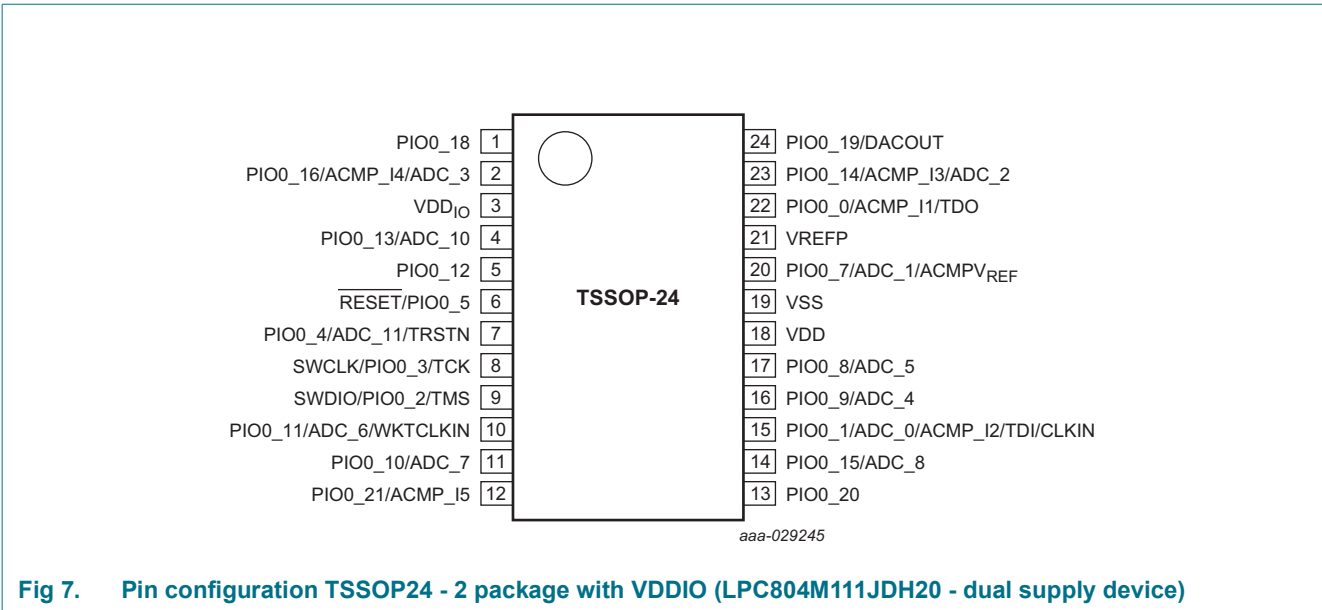 PIO0_18 1
PIO0_16/ACMP_I4/ADC_3 2
VDDIO 3
PIO0_13/ADC_10 4
PIO0_12 5
RESET/PIO0_5 6
PIO0_4/ADC_11/TRSTN 7
SWCLK/PIO0_3/TCK 8
SWDIO/PIO0_2/TMS 9
PIO0_11/ADC_6/WKTCLKIN 10
PIO0_10/ADC_7 11
PIO0_21/ACMP_I5 12
TSSOP-24
24 PIO0_19/DACOUT
23 PIO0_14/ACMP_I3/ADC_2
22 PIO0_0/ACMP_I1/TDO
21 VREFP
20 PIO0_7/ADC_1/ACMPVREF
19 VSS
18 VDD
17 PIO0_8/ADC_5
16 PIO0_9/ADC_4
15 PIO0_1/ADC_0/ACMP_I2/TDI/CLKIN
14 PIO0_15/ADC_8
13 PIO0_20
aaa-029245
Fig 7. Pin configuration TSSOP24 - 2 package with VDDIO (LPC804M111JDH20 - dual supply device)